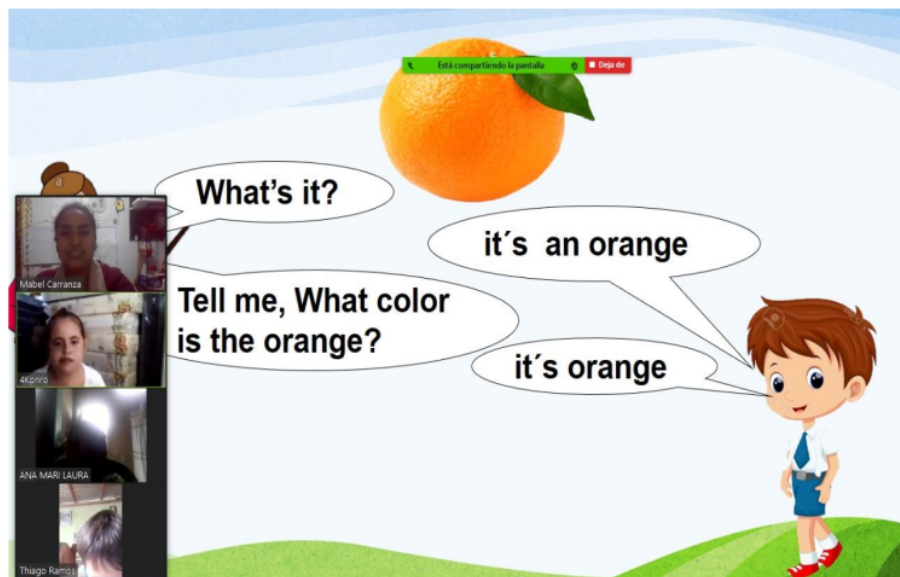 Está compartiendo la pantalla
Deja de
What's it?
it´s an orange
Tell me, What color
is the orange?
it´s orange
Mabel Carranza
4Kpnro
ANA MARI LAURA
Thiago Ramos